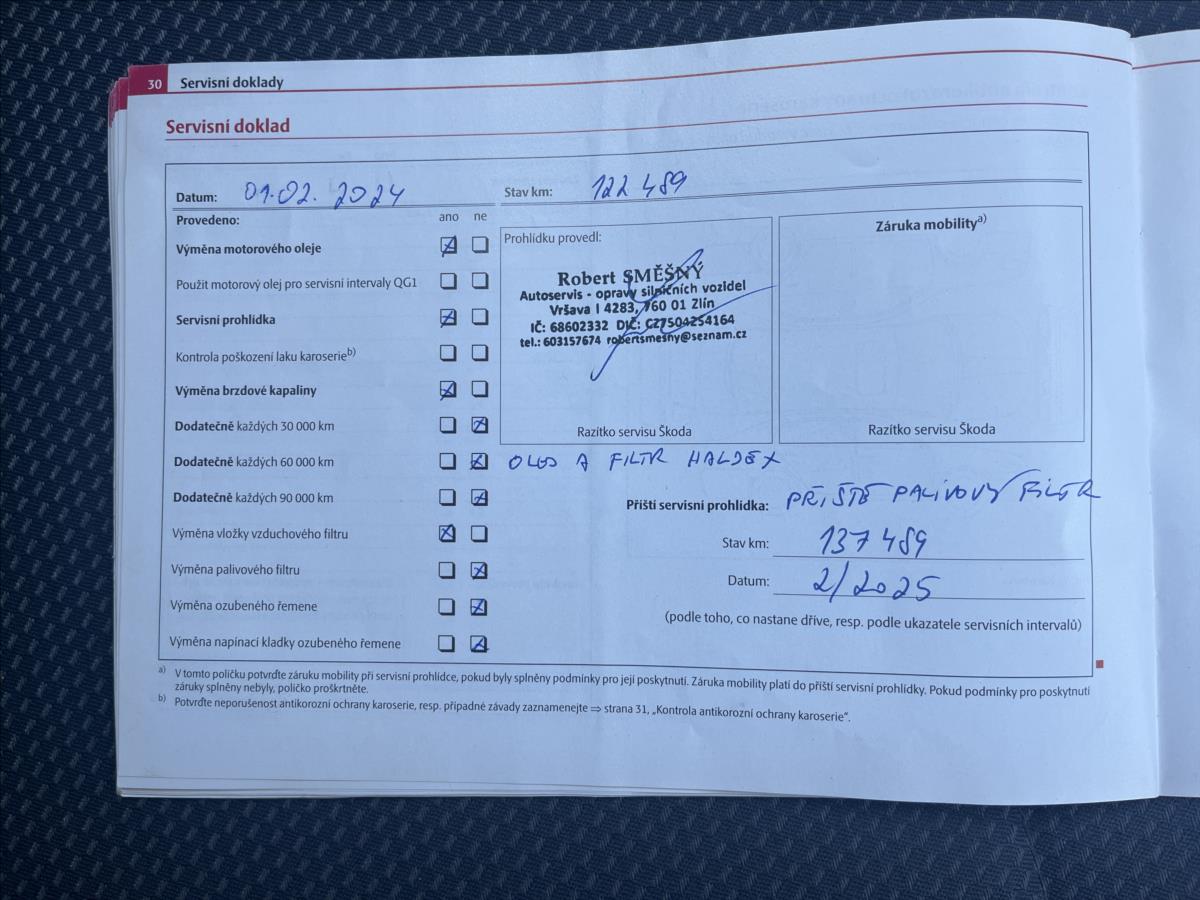 30 Servisní doklady
Servisní doklad
Datum: 01.02. 2024
Stav km: 122 489
Provedeno: ano ne
Výměna motorového oleje
Použit motorový olej pro servisní intervaly QG1
Servisní prohlídka
Kontrola poškození laku karoserie b)
Výměna brzdové kapaliny
Dodatečně každých 30 000 km
Dodatečně každých 60 000 km
Dodatečně každých 90 000 km
Výměna vložky vzduchového filtru
Výměna palivového filtru
Výměna ozubeného řemene
Výměna napínací kladky ozubeného řemene
Prohlídku provedl:
Robert SMĚŠNÝ
Autoservis - opravy silničních vozidel
Vršava I 4283, 760 01 Zlín
IČ: 68602332 DIČ: CZ7504254164
tel.: 603157674 robertsmesny@seznam.cz
Razítko servisu Škoda
Záruka mobility a)
Razítko servisu Škoda
OLEJ A FILTR HALDEX
Příští servisní prohlídka: PŘÍŠTĚ PALIVOVÝ FILTR
Stav km: 137 489
Datum: 2/2025
(podle toho, co nastane dříve, resp. podle ukazatele servisních intervalů)
a) V tomto políčku potvrďte záruku mobility při servisní prohlídce, pokud byly splněny podmínky pro její poskytnutí. Záruka mobility platí do příští servisní prohlídky. Pokud podmínky pro poskytnutí
záruky splněny nebyly, políčko proškrtněte.
b) Potvrďte neporušenost antikorozní ochrany karoserie, resp. případné závady zaznamenejte ⇒ strana 31, „Kontrola antikorozní ochrany karoserie“.